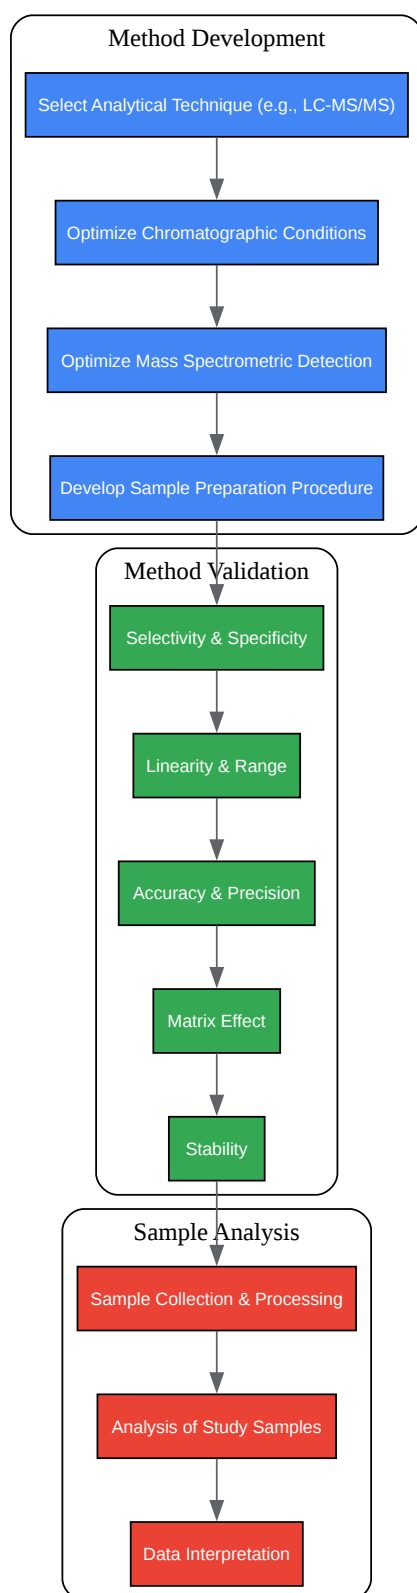 Method Development
Select Analytical Technique (e.g., LC-MS/MS)
Optimize Chromatographic Conditions
Optimize Mass Spectrometric Detection
Develop Sample Preparation Procedure
Method Validation
Selectivity & Specificity
Linearity & Range
Accuracy & Precision
Matrix Effect
Stability
Sample Analysis
Sample Collection & Processing
Analysis of Study Samples
Data Interpretation